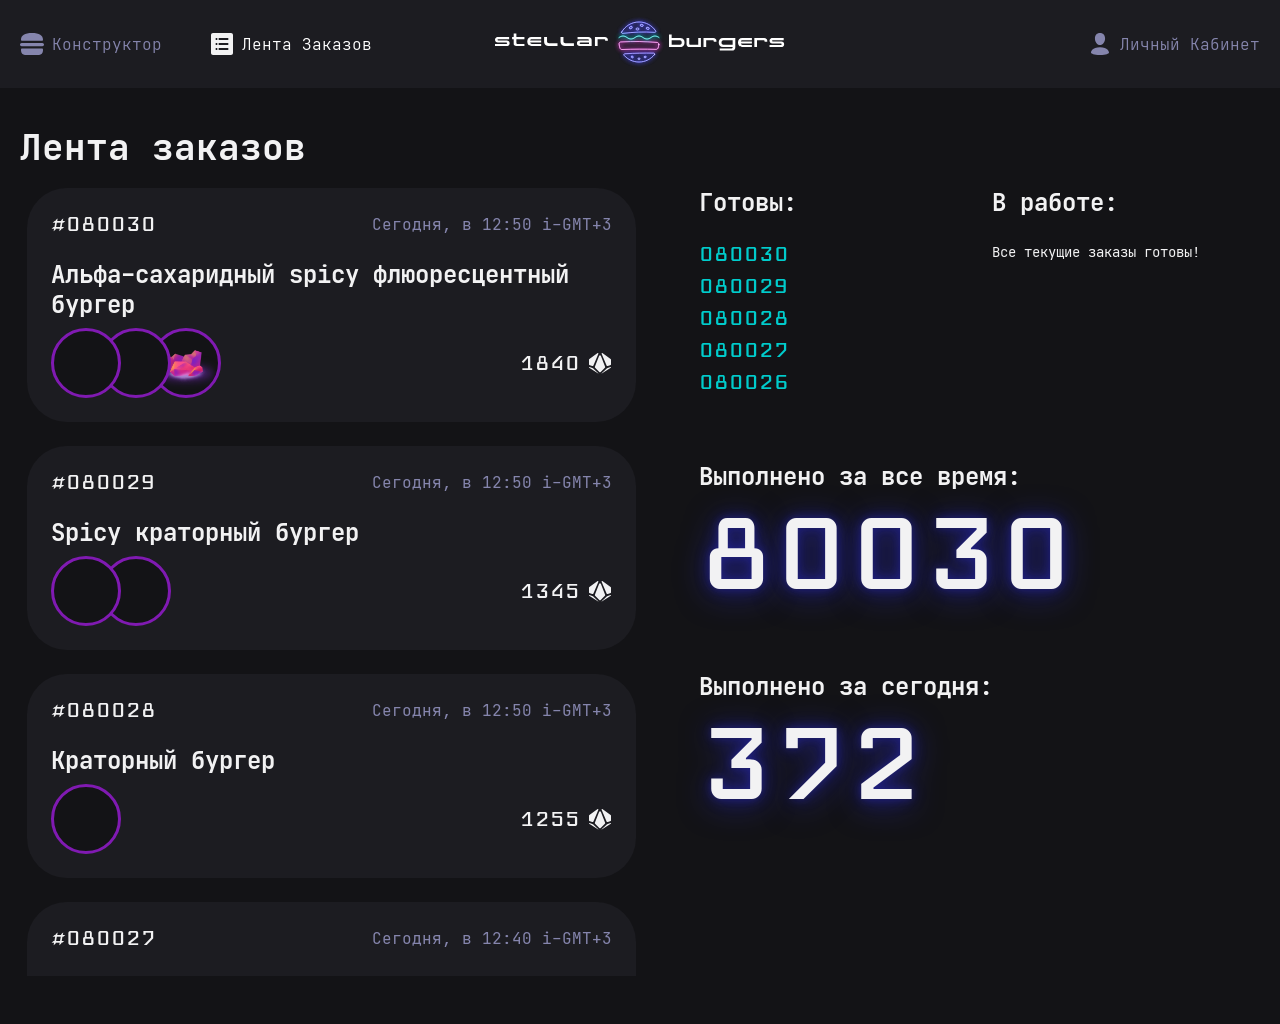 Конструктор
Лента Заказов
stellar burgers
Личный Кабинет
Лента заказов
#080030
Сегодня, в 12:50 i-GMT+3
Альфа-сахаридный spicy флюоресцентный
бургер
1840
#080029
Сегодня, в 12:50 i-GMT+3
Spicy краторный бургер
1345
#080028
Сегодня, в 12:50 i-GMT+3
Краторный бургер
1255
#080027
Сегодня, в 12:40 i-GMT+3
Готовы:
080030
080029
080028
080027
080026
В работе:
Все текущие заказы готовы!
Выполнено за все время:
80030
Выполнено за сегодня:
372